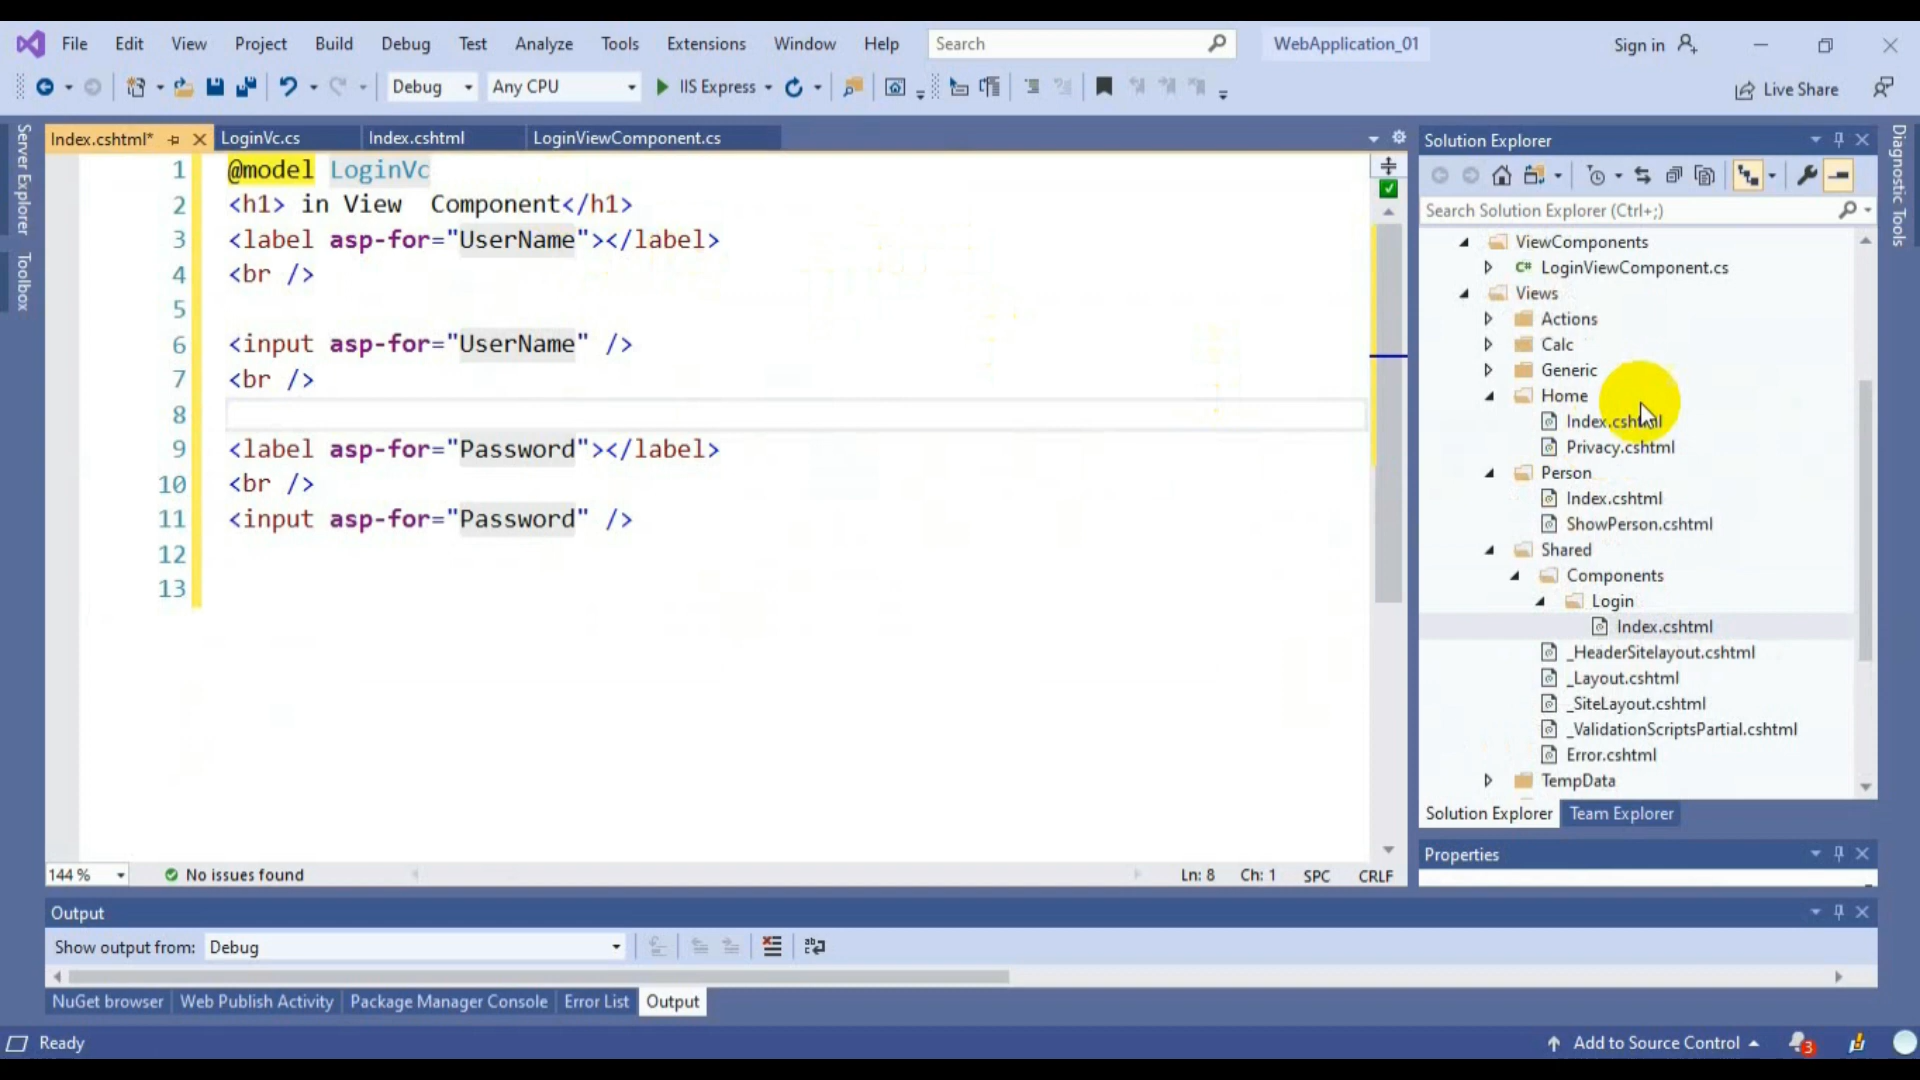 File Edit View Project Build Debug Test Analyze Tools Extensions Window Help Search WebApplication_01 Sign in
Debug Any CPU IIS Express Live Share
Server Explorer
Toolbox
Index.cshtml* LoginVc.cs Index.cshtml LoginViewComponent.cs
1 @model LoginVc
2 <h1> in View  Component</h1>
3 <label asp-for="UserName"></label>
4 <br />
5
6 <input asp-for="UserName" />
7 <br />
8
9 <label asp-for="Password"></label>
10 <br />
11 <input asp-for="Password" />
12
13
144 % No issues found Ln: 8 Ch: 1 SPC CRLF
Solution Explorer
Search Solution Explorer (Ctrl+;)
ViewComponents
C# LoginViewComponent.cs
Views
Actions
Calc
Generic
Home
Index.cshtml
Privacy.cshtml
Person
Index.cshtml
ShowPerson.cshtml
Shared
Components
Login
Index.cshtml
_HeaderSitelayout.cshtml
_Layout.cshtml
_SiteLayout.cshtml
_ValidationScriptsPartial.cshtml
Error.cshtml
TempData
Solution Explorer Team Explorer
Properties
Diagnostic Tools
Output
Show output from: Debug
NuGet browser Web Publish Activity Package Manager Console Error List Output
Ready Add to Source Control 3